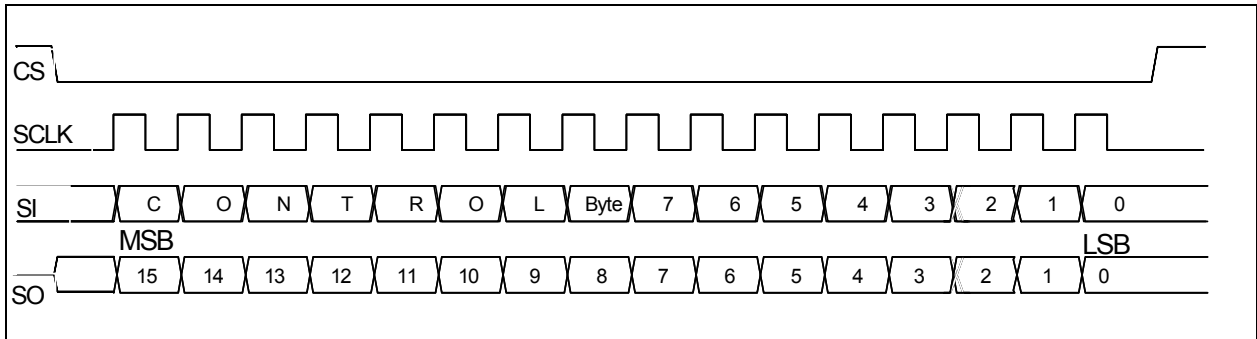 CS
SCLK
SI C O N T R O L Byte 7 6 5 4 3 2 1 0
MSB LSB
SO 15 14 13 12 11 10 9 8 7 6 5 4 3 2 1 0